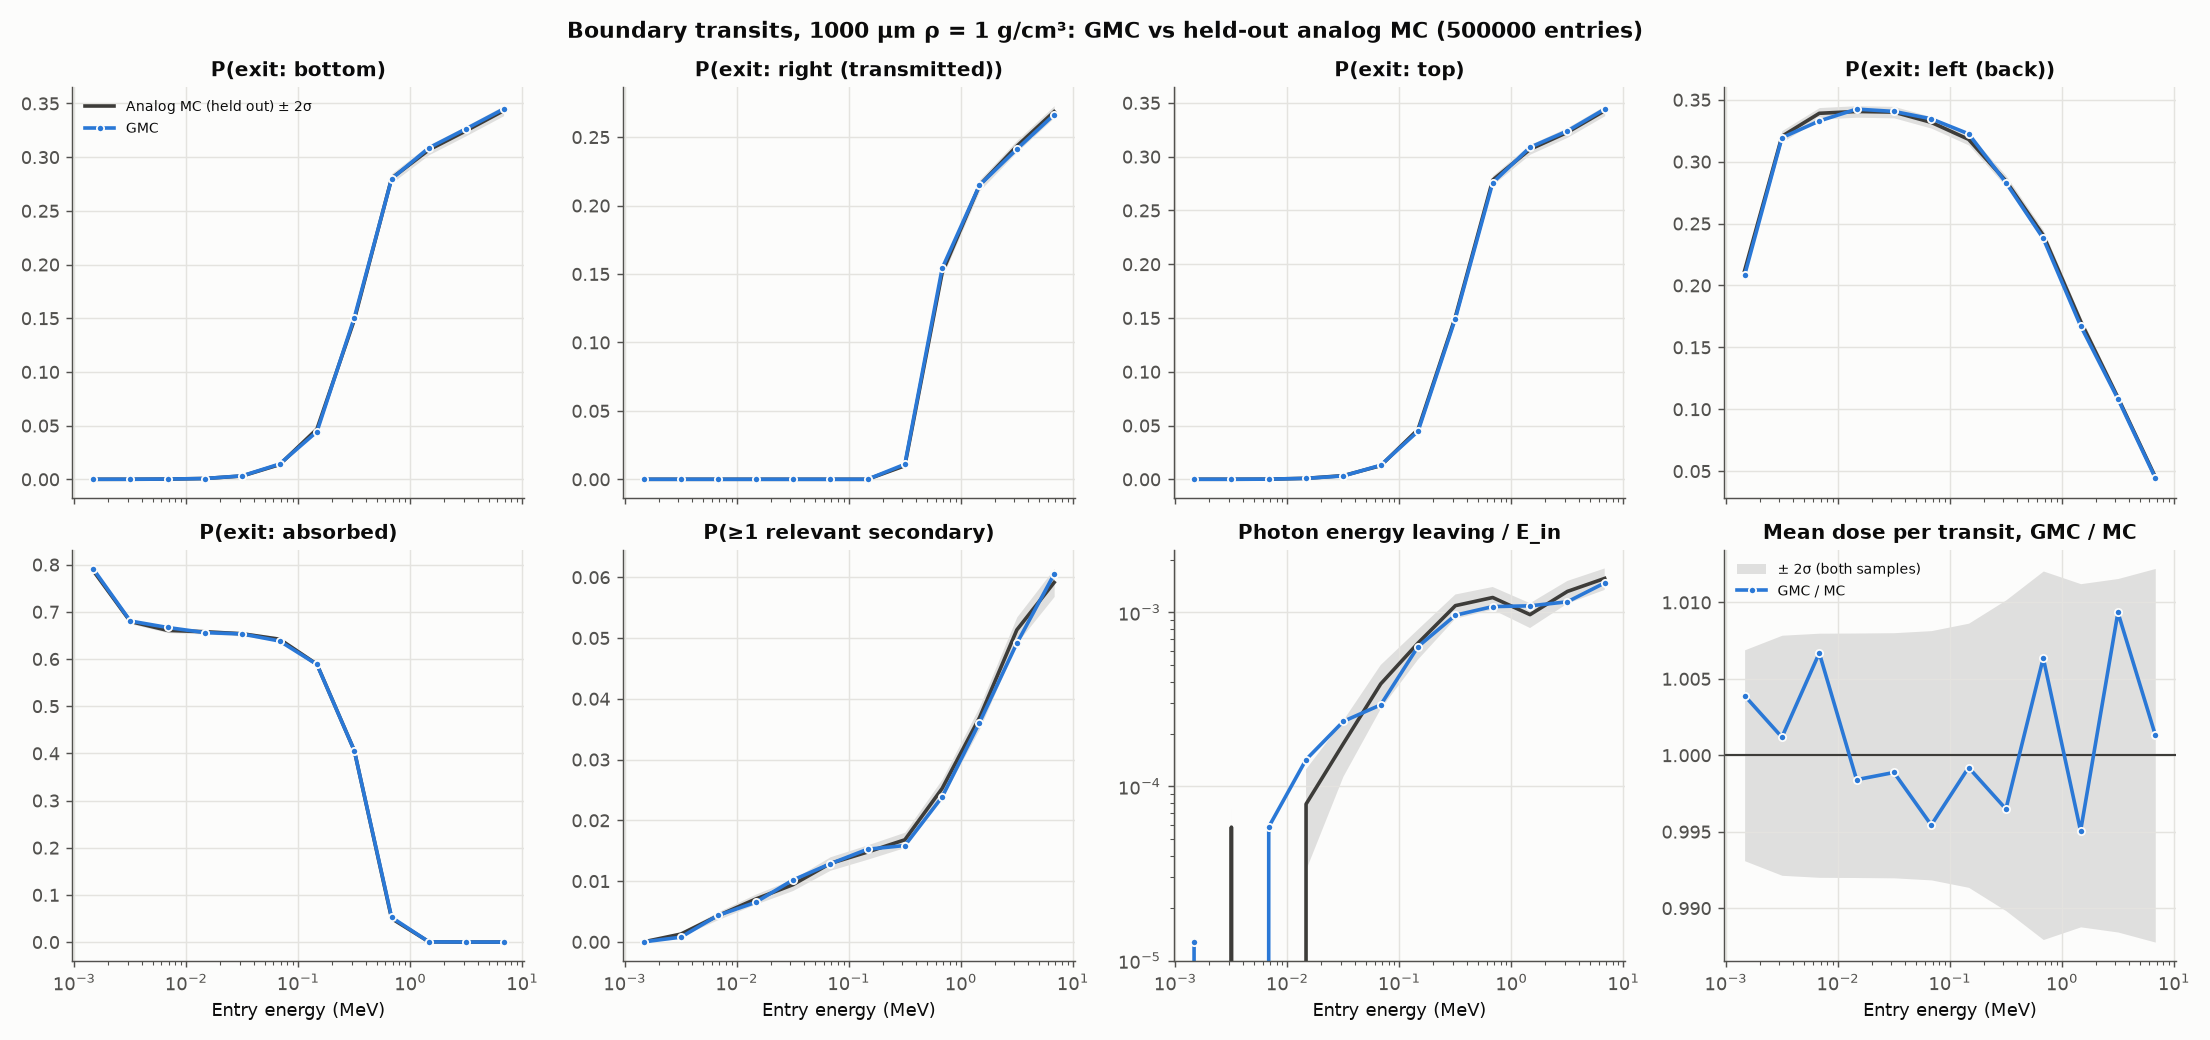 Boundary transits, 1000 µm ρ = 1 g/cm³: GMC vs held-out analog MC (500000 entries)
P(exit: bottom)
0.35
0.30
0.25
0.20
0.15
0.10
0.05
0.00
Analog MC (held out) ± 2σ
GMC
P(exit: right (transmitted))
0.25
0.20
0.15
0.10
0.05
0.00
P(exit: top)
0.35
0.30
0.25
0.20
0.15
0.10
0.05
0.00
P(exit: left (back))
0.35
0.30
0.25
0.20
0.15
0.10
0.05
P(exit: absorbed)
0.8
0.7
0.6
0.5
0.4
0.3
0.2
0.1
0.0
10⁻³ 10⁻² 10⁻¹ 10⁰ 10¹
Entry energy (MeV)
P(≥1 relevant secondary)
0.06
0.05
0.04
0.03
0.02
0.01
0.00
10⁻³ 10⁻² 10⁻¹ 10⁰ 10¹
Entry energy (MeV)
Photon energy leaving / E_in
10⁻³
10⁻⁴
10⁻⁵
10⁻³ 10⁻² 10⁻¹ 10⁰ 10¹
Entry energy (MeV)
Mean dose per transit, GMC / MC
± 2σ (both samples)
GMC / MC
1.010
1.005
1.000
0.995
0.990
10⁻³ 10⁻² 10⁻¹ 10⁰ 10¹
Entry energy (MeV)